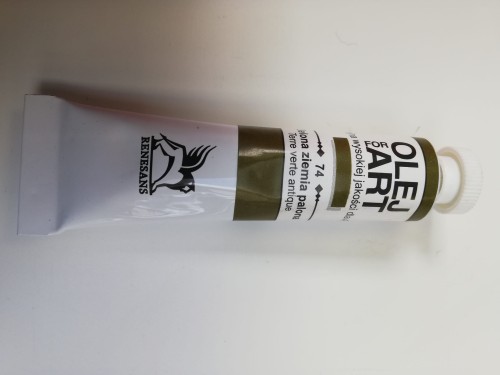 OLEJ
FOR
ART
wysokiej jakości
74
ziemia palona
Terre verte antique
RENESANS